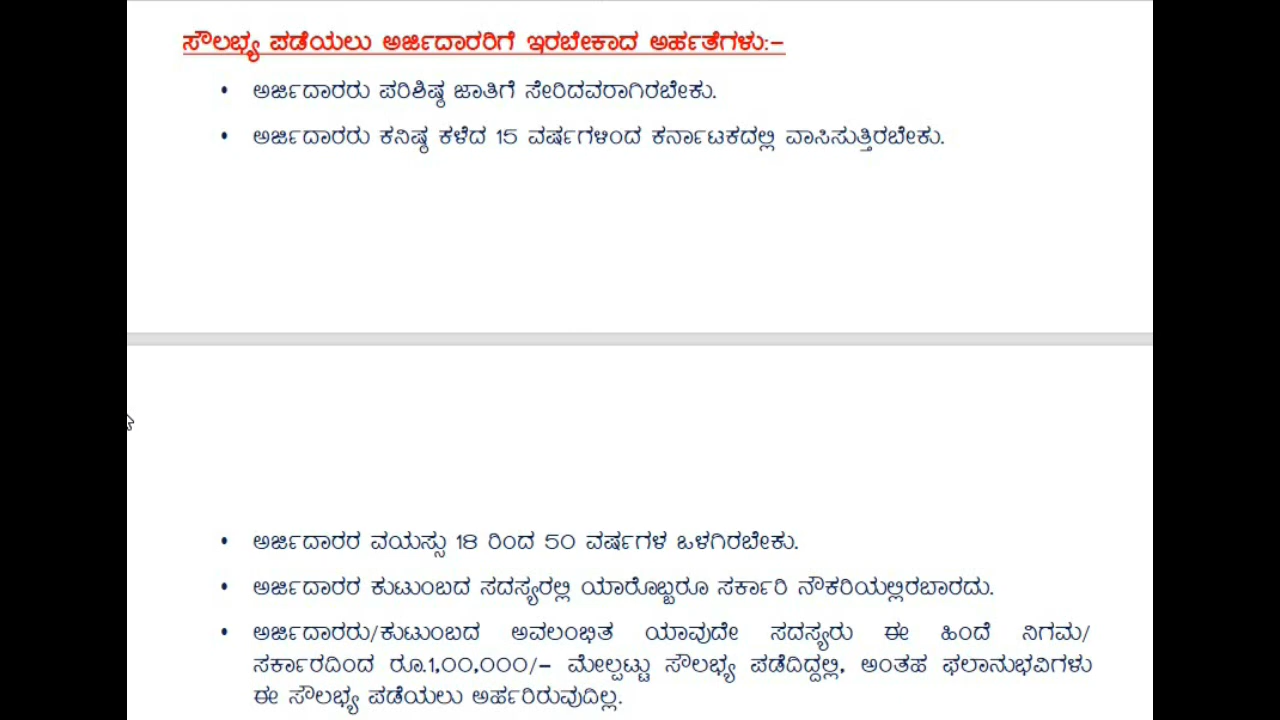 ಸೌಲಭ್ಯ ಪಡೆಯಲು ಅರ್ಜಿದಾರರಿಗೆ ಇರಬೇಕಾದ ಅರ್ಹತೆಗಳು:-
• ಅರ್ಜಿದಾರರು ಪರಿಶಿಷ್ಠ ಜಾತಿಗೆ ಸೇರಿದವರಾಗಿರಬೇಕು.
• ಅರ್ಜಿದಾರರು ಕನಿಷ್ಠ ಕಳೆದ 15 ವರ್ಷಗಳಿಂದ ಕರ್ನಾಟಕದಲ್ಲಿ ವಾಸಿಸುತ್ತಿರಬೇಕು.
• ಅರ್ಜಿದಾರರ ವಯಸ್ಸು 18 ರಿಂದ 50 ವರ್ಷಗಳ ಒಳಗಿರಬೇಕು.
• ಅರ್ಜಿದಾರರ ಕುಟುಂಬದ ಸದಸ್ಯರಲ್ಲಿ ಯಾರೊಬ್ಬರೂ ಸರ್ಕಾರಿ ನೌಕರಿಯಲ್ಲಿರಬಾರದು.
• ಅರ್ಜಿದಾರರು/ಕುಟುಂಬದ ಅವಲಂಭಿತ ಯಾವುದೇ ಸದಸ್ಯರು ಈ ಹಿಂದೆ ನಿಗಮ/
ಸರ್ಕಾರದಿಂದ ರೂ.1,00,000/- ಮೇಲ್ಪಟ್ಟು ಸೌಲಭ್ಯ ಪಡೆದಿದ್ದಲ್ಲಿ, ಅಂತಹ ಫಲಾನುಭವಿಗಳು
ಈ ಸೌಲಭ್ಯ ಪಡೆಯಲು ಅರ್ಹರಿರುವುದಿಲ್ಲ.